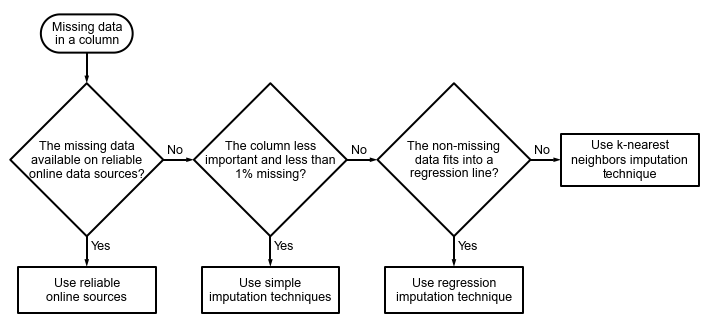 Missing data
in a column
The missing data
available on reliable
online data sources?
No
The column less
important and less than
1% missing?
No
The non-missing
data fits into a
regression line?
No
Use k-nearest
neighbors imputation
technique
Yes
Yes
Yes
Use reliable
online sources
Use simple
imputation techniques
Use regression
imputation technique